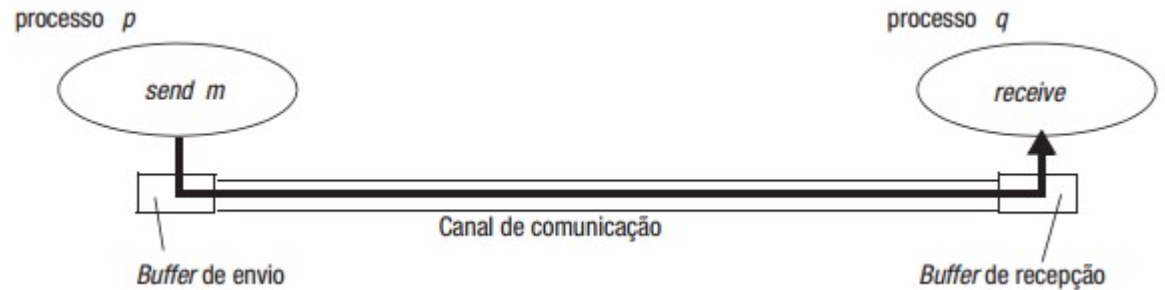 processo p
processo q
send m
receive
Canal de comunicação
Buffer de envio
Buffer de recepção